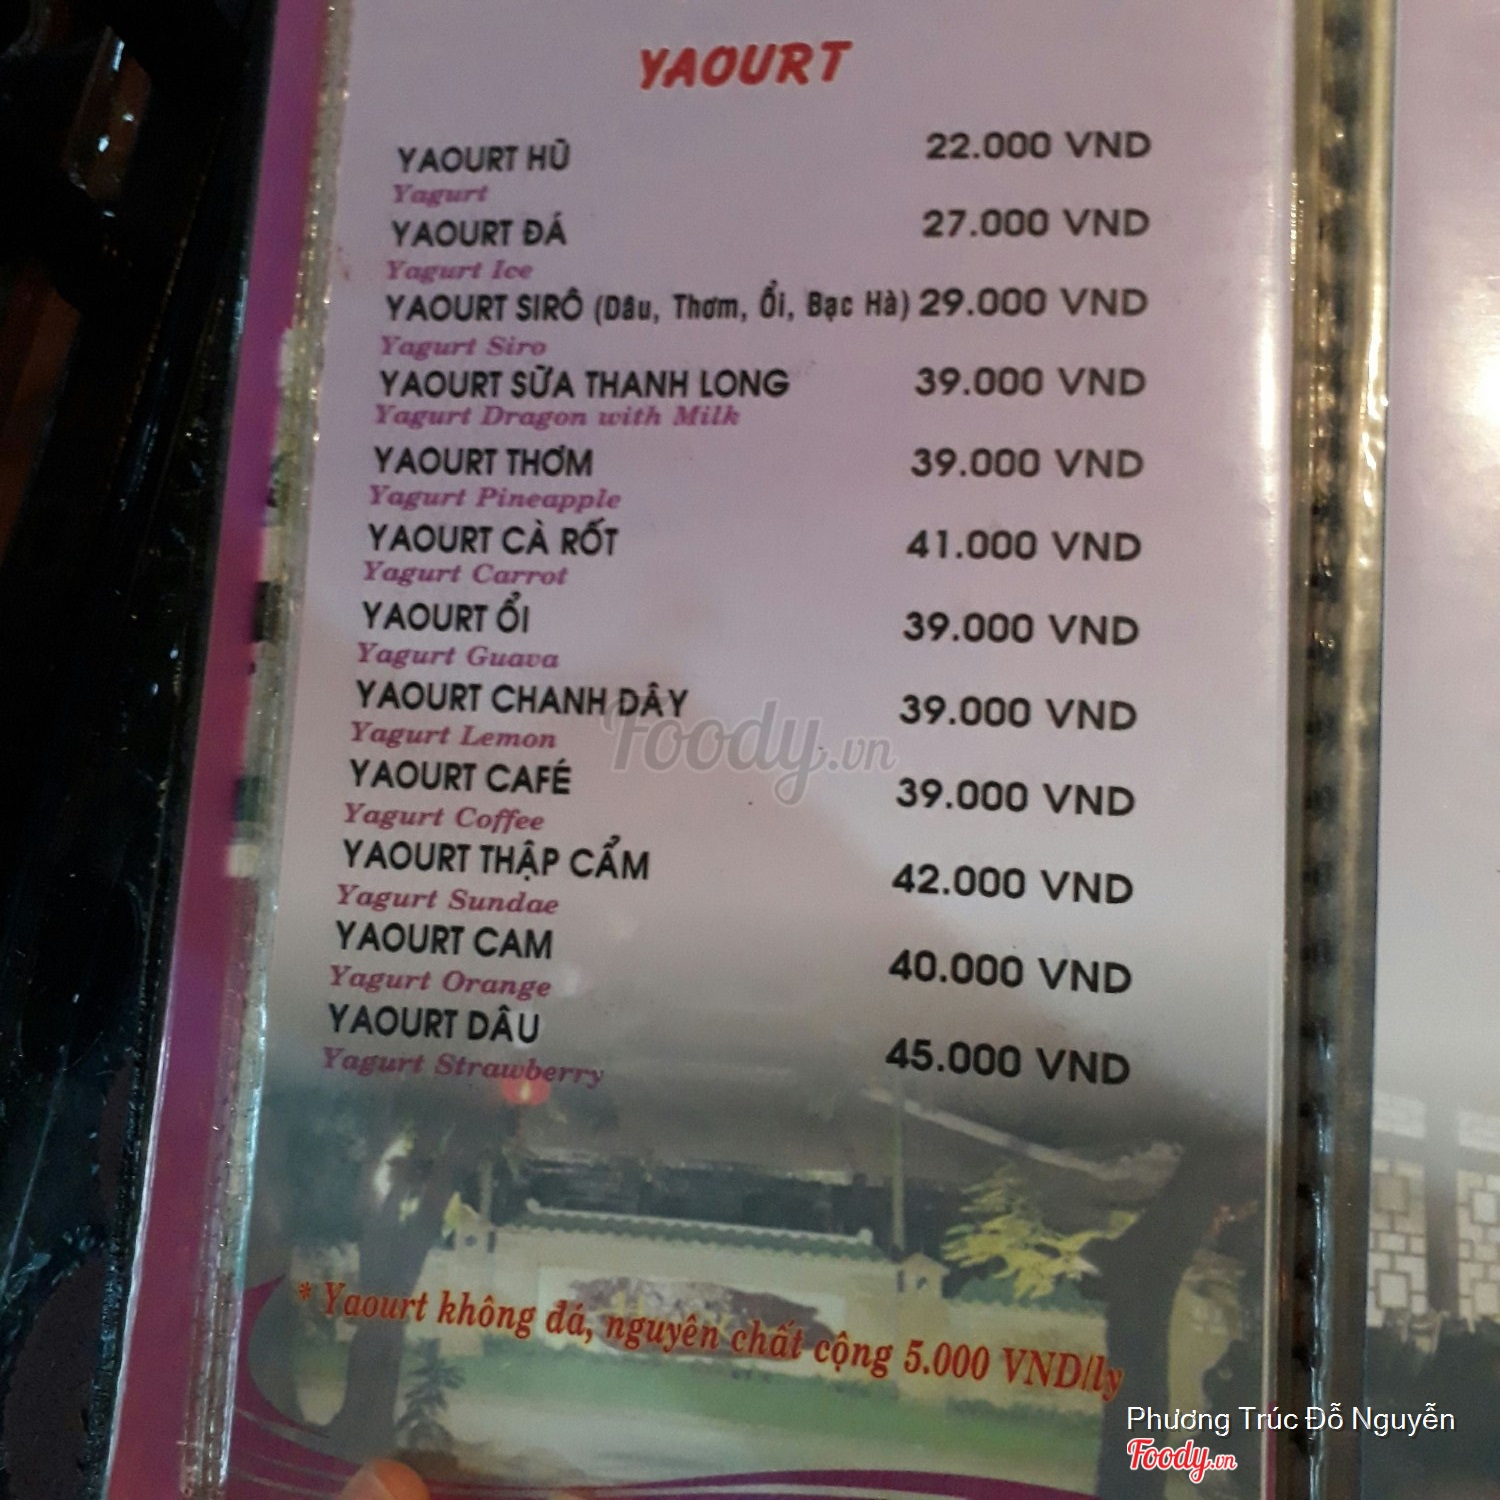 YAOURT
YAOURT HŨ 22.000 VND
Yagurt
YAOURT ĐÁ 27.000 VND
Yagurt Ice
YAOURT SIRÔ (Dâu, Thơm, Ổi, Bạc Hà) 29.000 VND
Yagurt Siro
YAOURT SỮA THANH LONG 39.000 VND
Yagurt Dragon with Milk
YAOURT THƠM 39.000 VND
Yagurt Pineapple
YAOURT CÀ RỐT 41.000 VND
Yagurt Carrot
YAOURT ỔI 39.000 VND
Yagurt Guava
YAOURT CHANH DÂY 39.000 VND
Yagurt Lemon
YAOURT CAFÉ 39.000 VND
Yagurt Coffee
YAOURT THẬP CẨM 42.000 VND
Yagurt Sundae
YAOURT CAM 40.000 VND
Yagurt Orange
YAOURT DÂU 45.000 VND
Yagurt Strawberry
* Yaourt không đá, nguyên chất cộng 5.000 VND/ly
Foody.vn
Phương Trúc Đỗ Nguyễn
Foody.vn